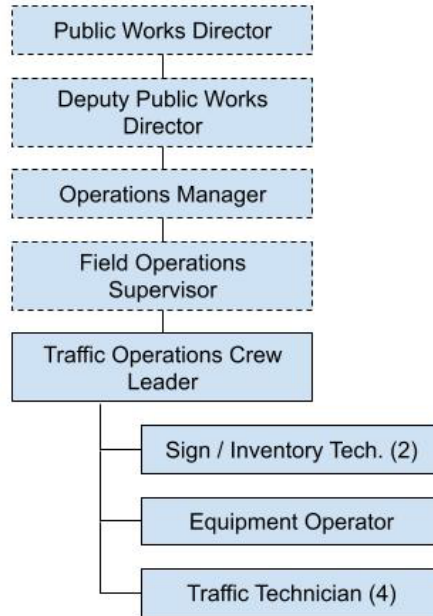 Public Works Director
Deputy Public Works
Director
Operations Manager
Field Operations
Supervisor
Traffic Operations Crew
Leader
Sign / Inventory Tech. (2)
Equipment Operator
Traffic Technician (4)